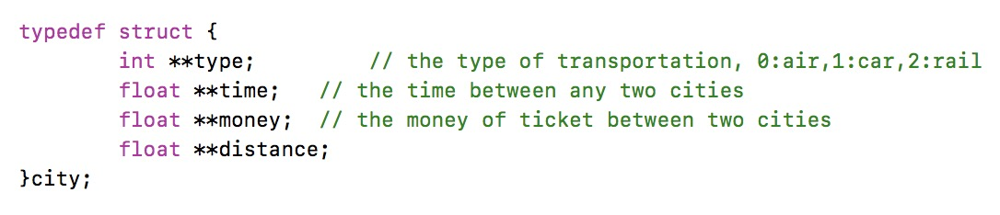 typedef struct {
int **type; // the type of transportation, 0:air,1:car,2:rail
float **time; // the time between any two cities
float **money; // the money of ticket between two cities
float **distance;
}city;